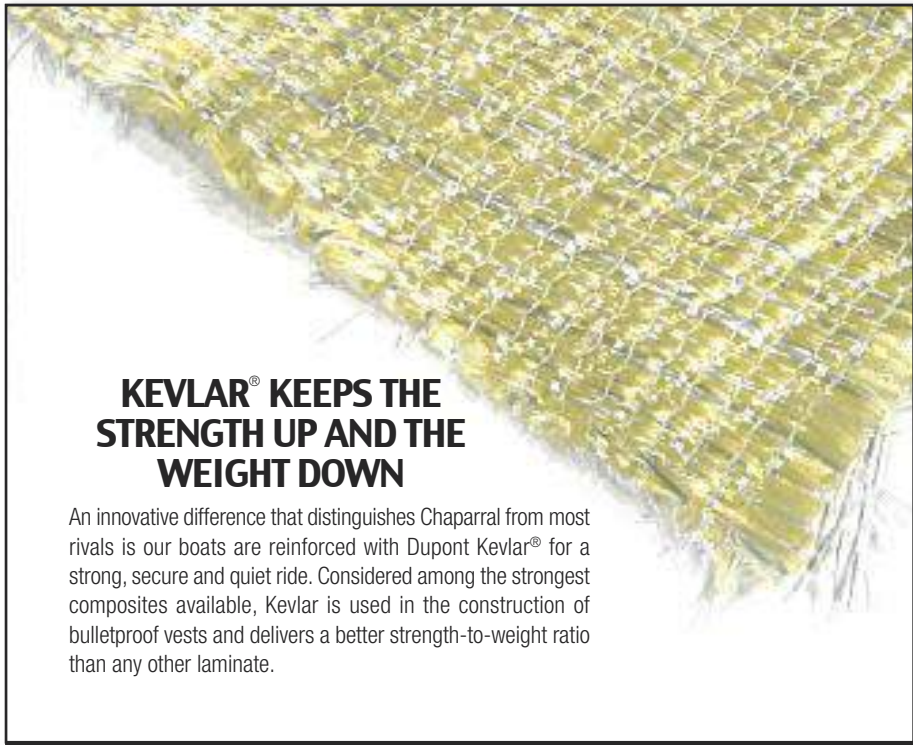 KEVLAR® KEEPS THE
STRENGTH UP AND THE
WEIGHT DOWN
An innovative difference that distinguishes Chaparral from most
rivals is our boats are reinforced with Dupont Kevlar® for a
strong, secure and quiet ride. Considered among the strongest
composites available, Kevlar is used in the construction of
bulletproof vests and delivers a better strength-to-weight ratio
than any other laminate.